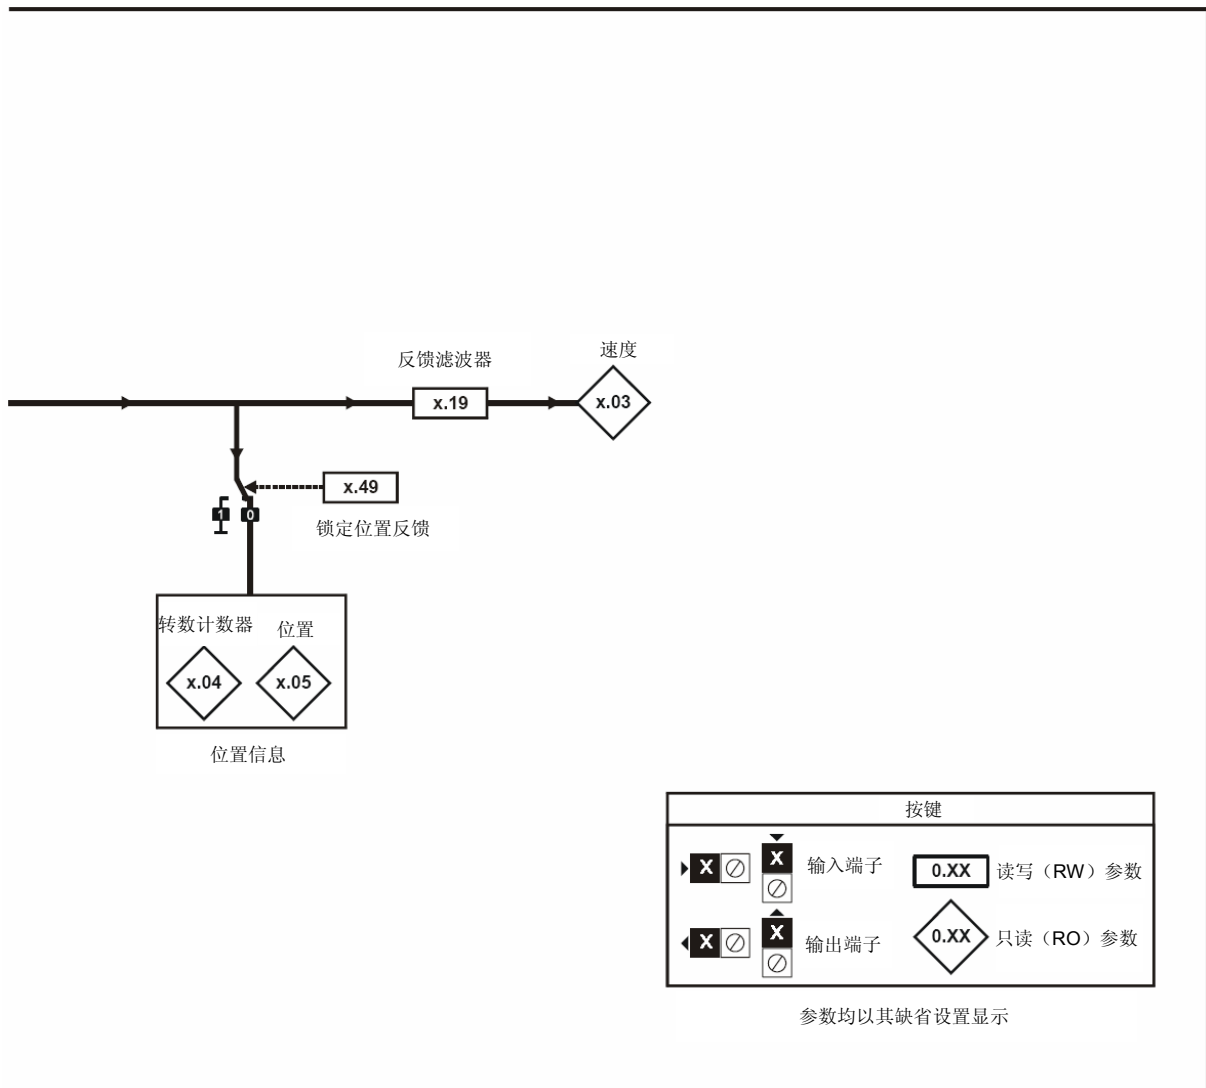 反馈滤波器
速度
x.19
x.03
x.49
1 0
锁定位置反馈
转数计数器 位置
x.04 x.05
位置信息
按键
X X 输入端子 0.XX 读写（RW）参数
X X 输出端子 0.XX 只读（RO）参数
参数均以其缺省设置显示